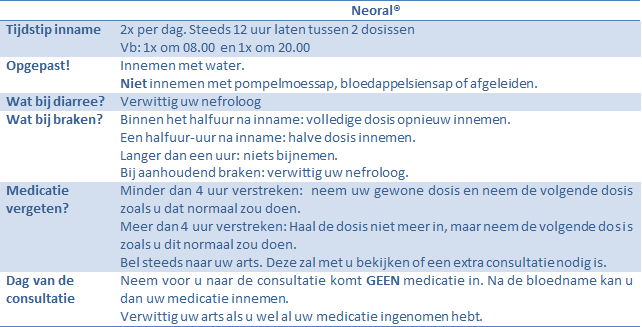 Neoral®
Tijdstip inname 2x per dag. Steeds 12 uur laten tussen 2 dosissen
Vb: 1x om 08.00 en 1x om 20.00
Opgepast! Innemen met water.
Niet innemen met pompelmoessap, bloedappelsiensap of afgeleiden.
Wat bij diarree? Verwittig uw nefroloog
Wat bij braken? Binnen het halfuur na inname: volledige dosis opnieuw innemen.
Een halfuur-uur na inname: halve dosis innemen.
Langer dan een uur: niets bijnemen.
Bij aanhoudend braken: verwittig uw nefroloog.
Medicatie Minder dan 4 uur verstreken: neem uw gewone dosis en neem de volgende dosis
vergeten? zoals u dat normaal zou doen.
Meer dan 4 uur verstreken: Haal de dosis niet meer in, maar neem de volgende dosis
zoals u dit normaal zou doen.
Bel steeds naar uw arts. Deze zal met u bekijken of een extra consultatie nodig is.
Dag van de Neem voor u naar de consultatie komt GEEN medicatie in. Na de bloedname kan u
consultatie dan uw medicatie innemen.
Verwittig uw arts als u wel al uw medicatie ingenomen hebt.